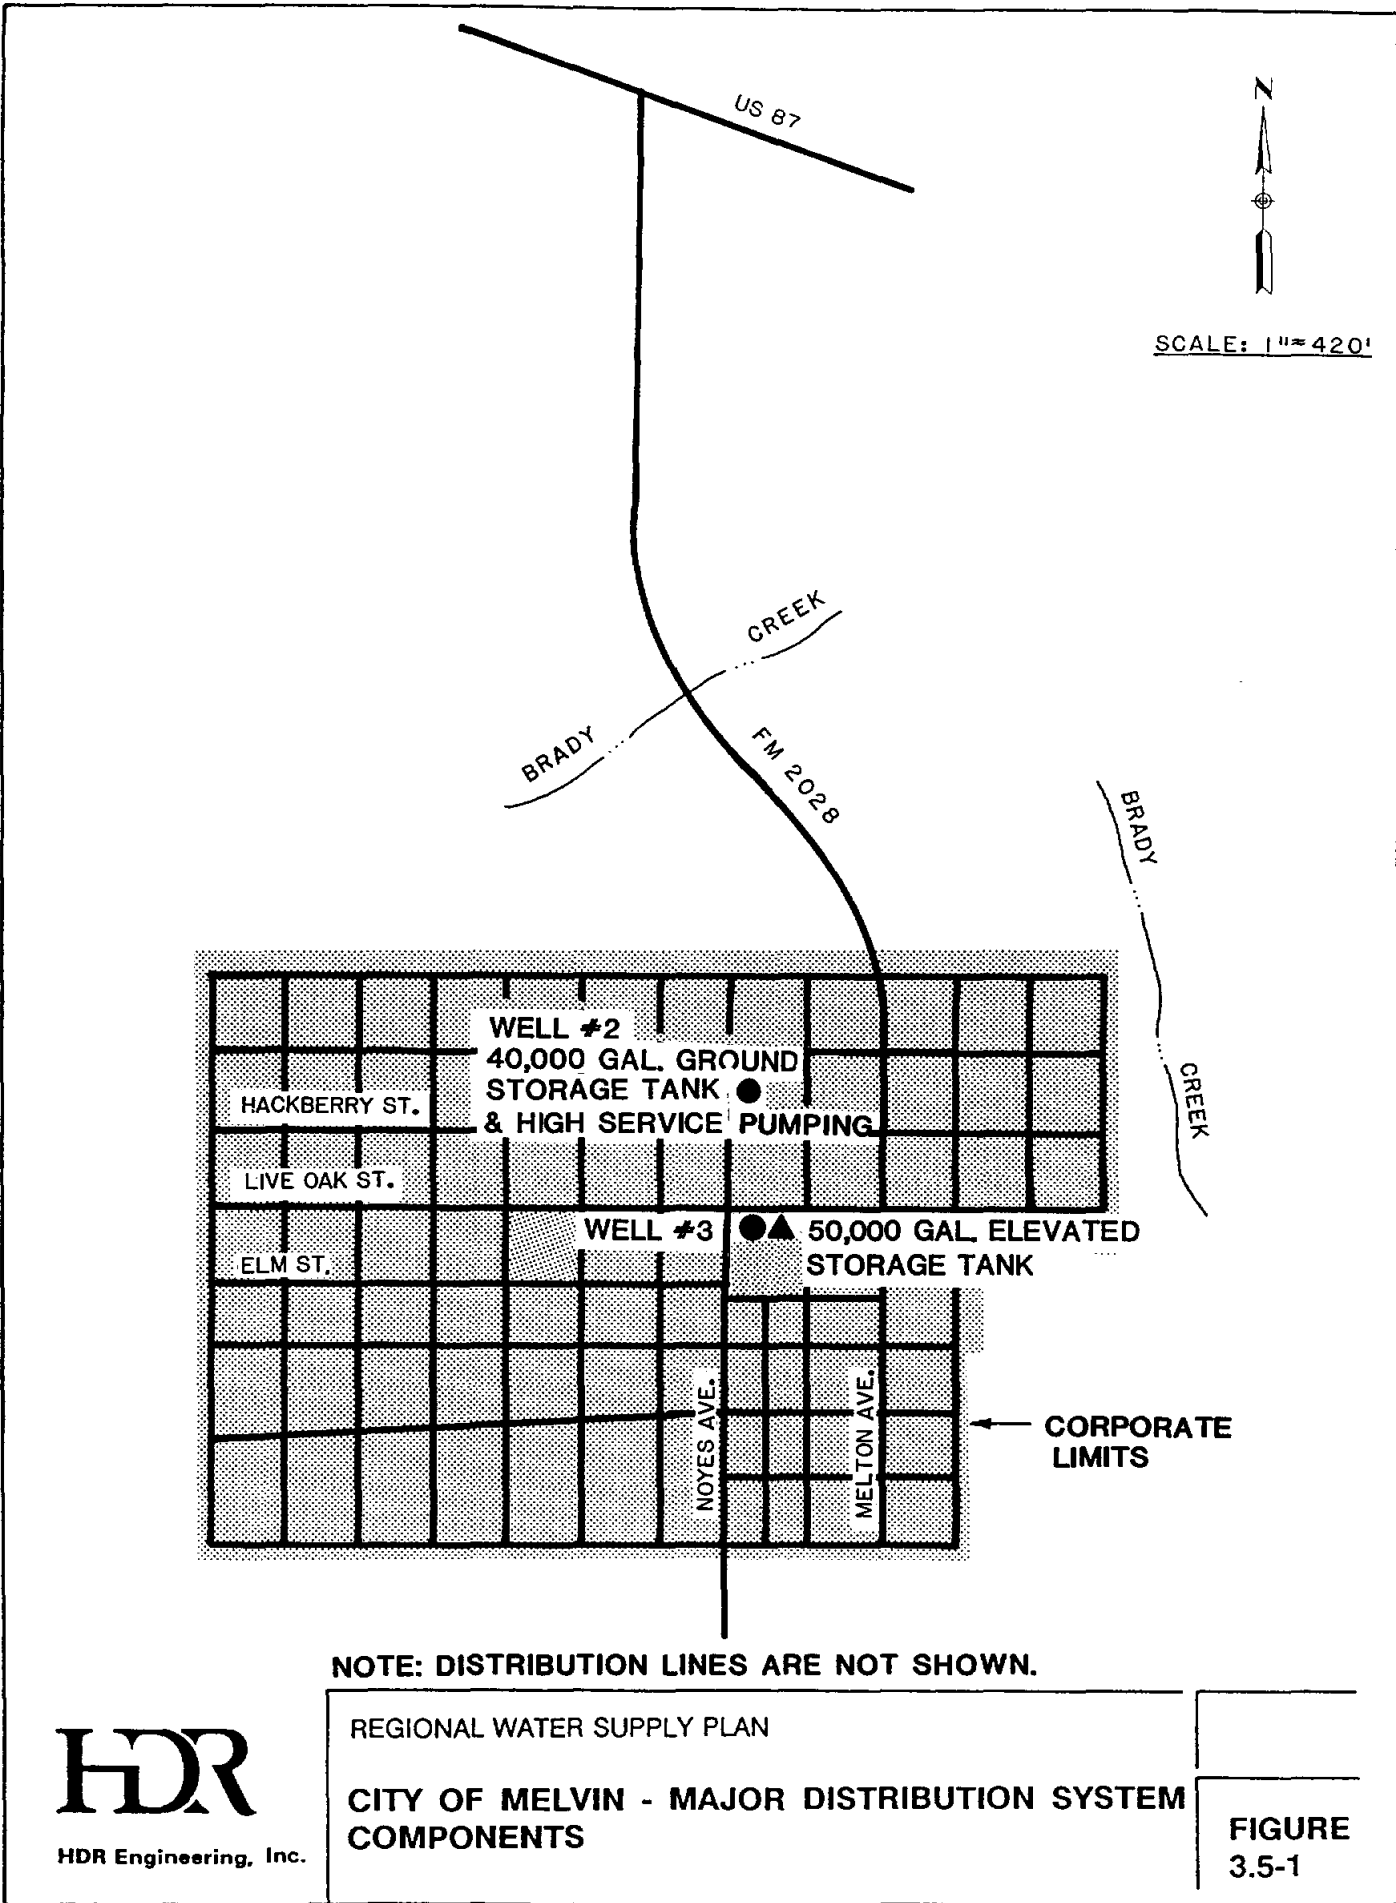 US 87
N
SCALE: 1"≈420'
CREEK
BRADY
FM 2028
BRADY
CREEK
WELL #2
40,000 GAL. GROUND
STORAGE TANK
& HIGH SERVICE PUMPING
HACKBERRY ST.
LIVE OAK ST.
WELL #3
50,000 GAL. ELEVATED
STORAGE TANK
ELM ST.
NOYES AVE.
MELTON AVE.
CORPORATE
LIMITS
NOTE: DISTRIBUTION LINES ARE NOT SHOWN.
HDR
HDR Engineering, Inc.
REGIONAL WATER SUPPLY PLAN
CITY OF MELVIN - MAJOR DISTRIBUTION SYSTEM
COMPONENTS
FIGURE
3.5-1